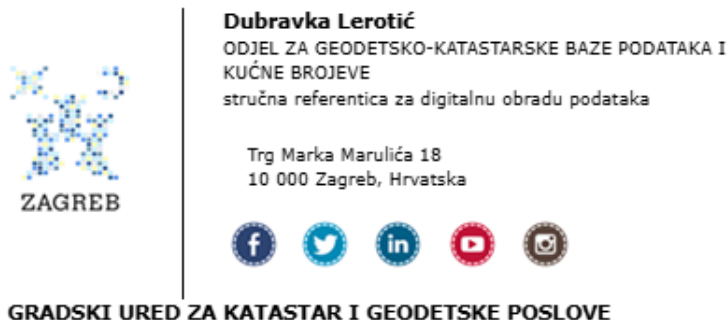 Dubravka Lerotić
ODJEL ZA GEODETSKO-KATASTARSKE BAZE PODATAKA I
KUĆNE BROJEVE
stručna referentica za digitalnu obradu podataka
Trg Marka Marulića 18
10 000 Zagreb, Hrvatska
ZAGREB
f
in
GRADSKI URED ZA KATASTAR I GEODETSKE POSLOVE